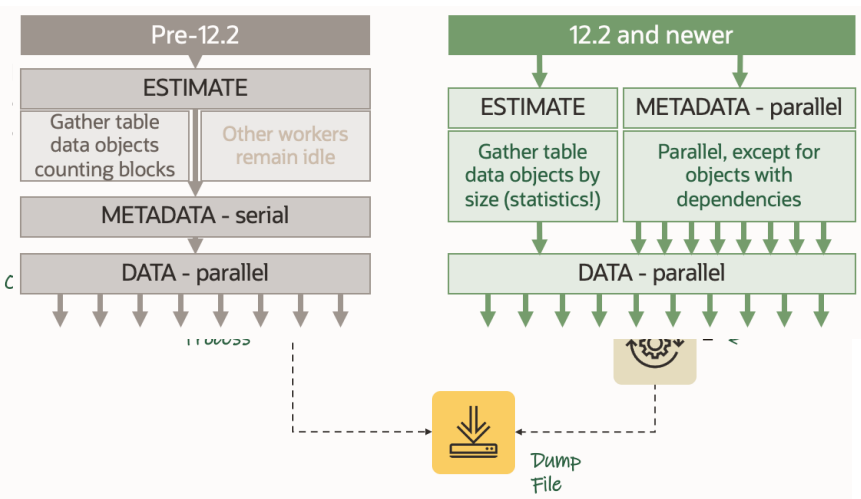 Pre-12.2
ESTIMATE
Gather table
data objects
counting blocks
Other workers
remain idle
METADATA - serial
DATA - parallel
12.2 and newer
ESTIMATE
METADATA - parallel
Gather table
data objects by
size (statistics!)
Parallel, except for
objects with
dependencies
DATA - parallel
Dump
File